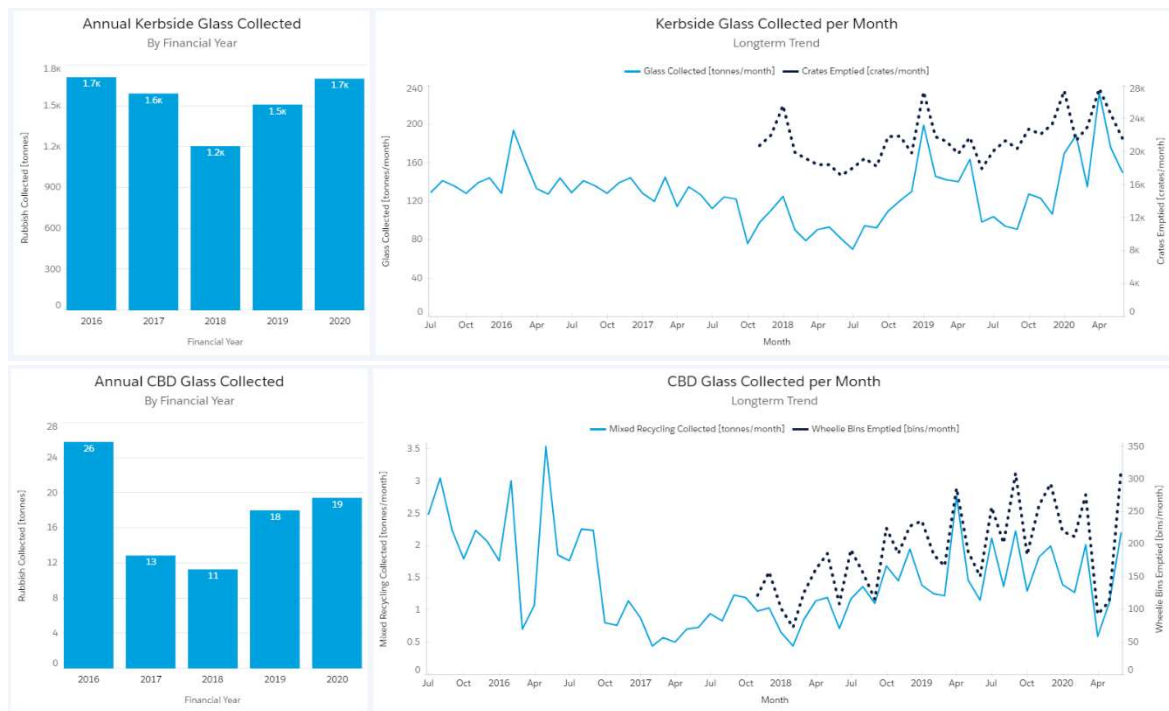 Annual Kerbside Glass Collected
By Financial Year
Rubbish Collected [tonnes]
1.8K
1.5K
1.2K
900
600
300
0
1.7K
1.6K
1.2K
1.5K
1.7K
2016 2017 2018 2019 2020
Financial Year
Kerbside Glass Collected per Month
Longterm Trend
Glass Collected [tonnes/month] Crates Emptied [crates/month]
Glass Collected [tonnes/month]
240
200
160
120
80
40
0
28K
24K
20K
16K
12K
8K
4K
0
Crates Emptied [crates/month]
Jul Oct 2016 Apr Jul Oct 2017 Apr Jul Oct 2018 Apr Jul Oct 2019 Apr Jul Oct 2020 Apr
Month
Annual CBD Glass Collected
By Financial Year
Rubbish Collected [tonnes]
28
24
20
16
12
8
4
0
26
13
11
18
19
2016 2017 2018 2019 2020
Financial Year
CBD Glass Collected per Month
Longterm Trend
Mixed Recycling Collected [tonnes/month] Wheelie Bins Emptied [bins/month]
Mixed Recycling Collected [tonnes/month]
3.5
3
2.5
2
1.5
1
0.5
0
350
300
250
200
150
100
50
0
Wheelie Bins Emptied [bins/month]
Jul Oct 2016 Apr Jul Oct 2017 Apr Jul Oct 2018 Apr Jul Oct 2019 Apr Jul Oct 2020 Apr
Month